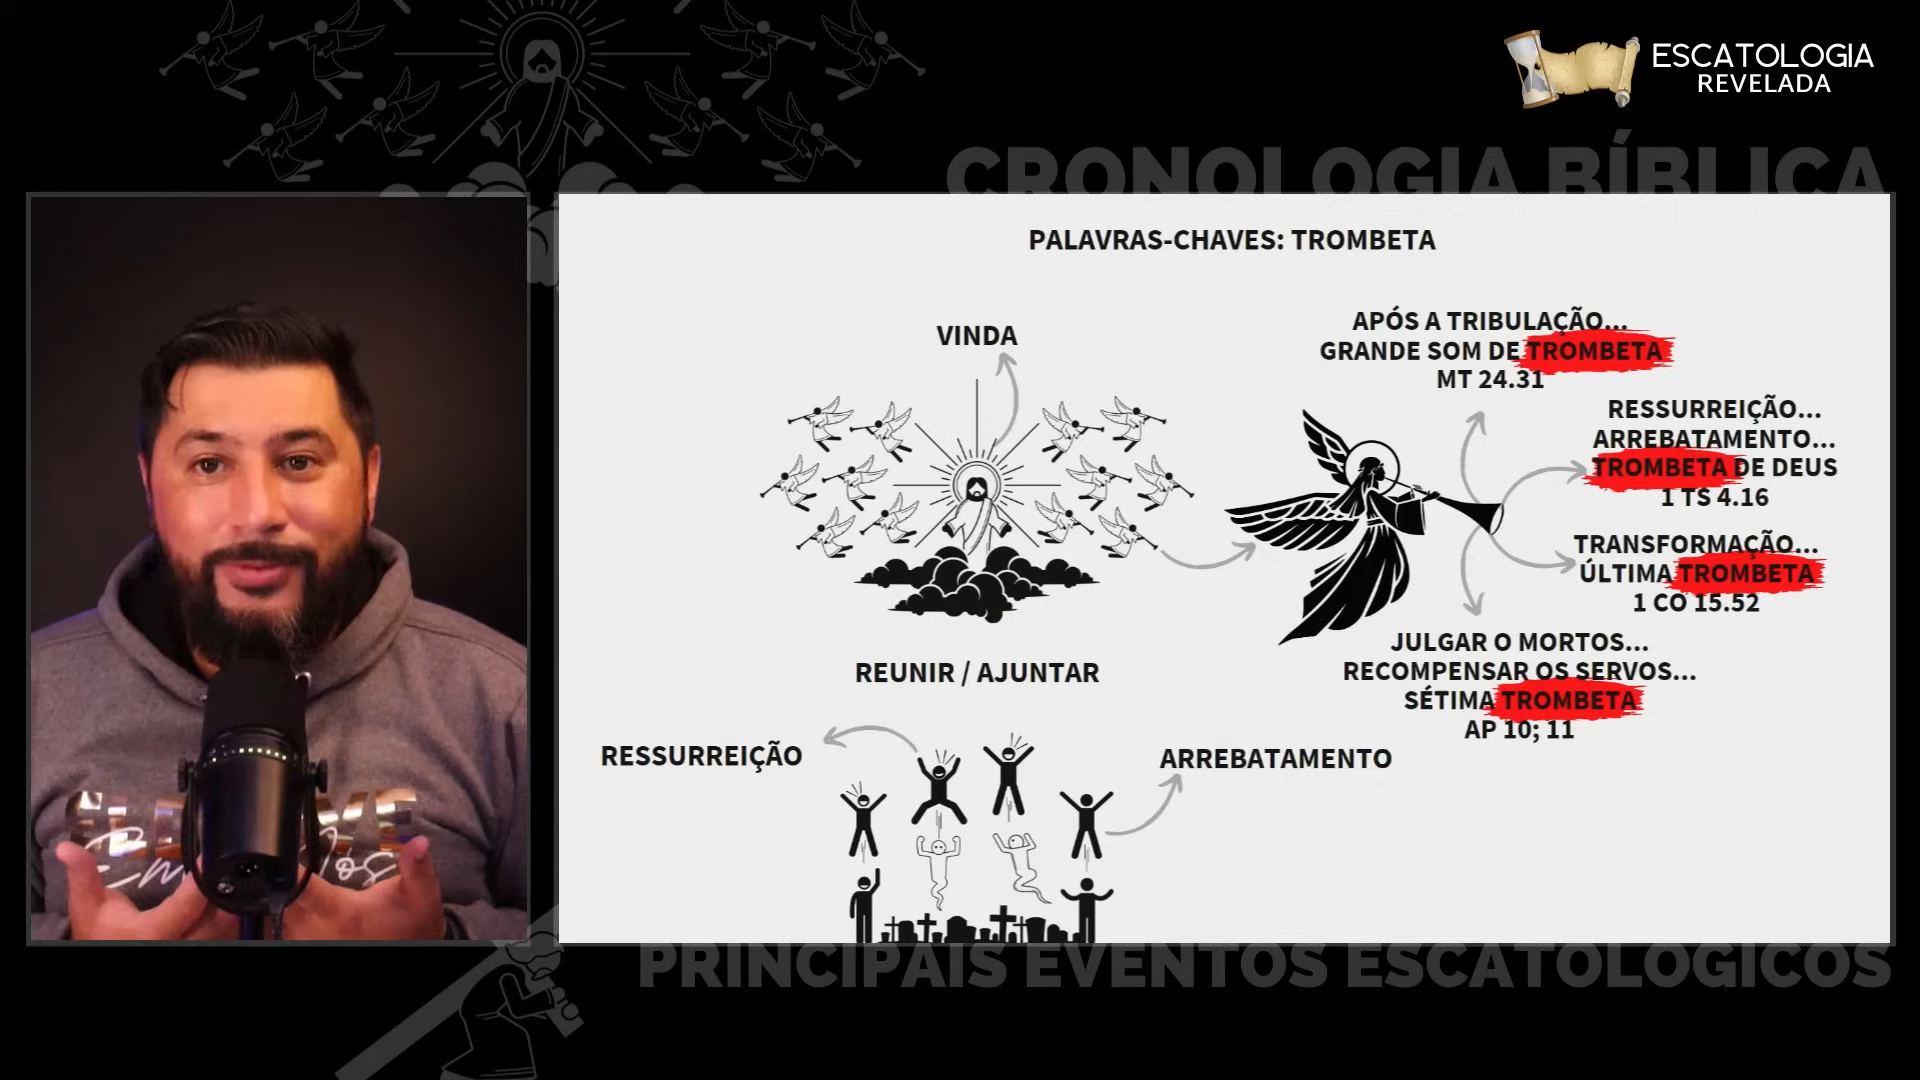 ESCATOLOGIA
REVELADA
CRONOLOGIA BÍBLICA
PALAVRAS-CHAVES: TROMBETA
VINDA
APÓS A TRIBULAÇÃO...
GRANDE SOM DE TROMBETA
MT 24.31
RESSURREIÇÃO...
ARREBATAMENTO...
TROMBETA DE DEUS
1 TS 4.16
TRANSFORMAÇÃO...
ÚLTIMA TROMBETA
1 CO 15.52
JULGAR O MORTOS...
RECOMPENSAR OS SERVOS...
SÉTIMA TROMBETA
AP 10; 11
REUNIR / AJUNTAR
RESSURREIÇÃO
ARREBATAMENTO
PRINCIPAIS EVENTOS ESCATOLOGICOS